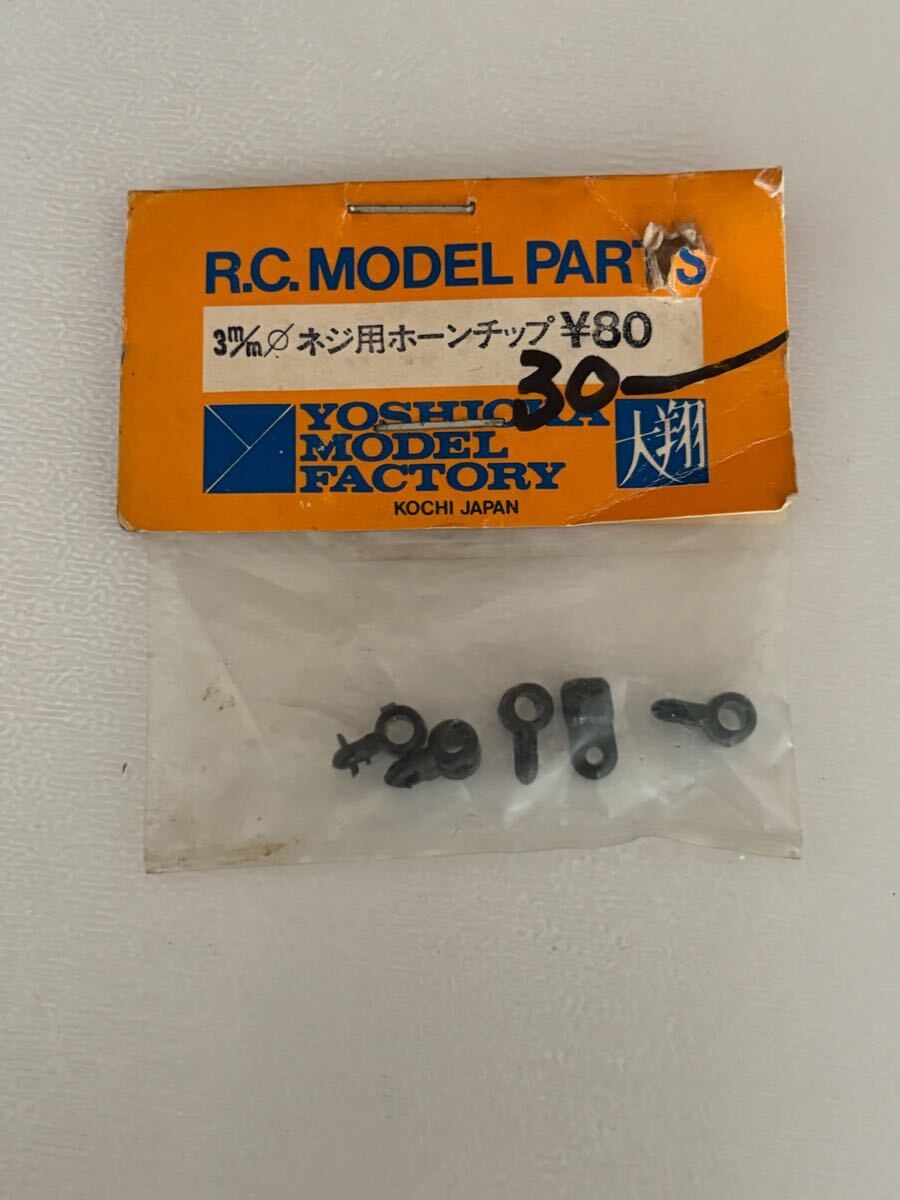 R.C. MODEL PARTS
3m/mφ ネジ用ホーンチップ ¥80
30-
YOSHIOKA
MODEL
FACTORY
大翔
KOCHI JAPAN